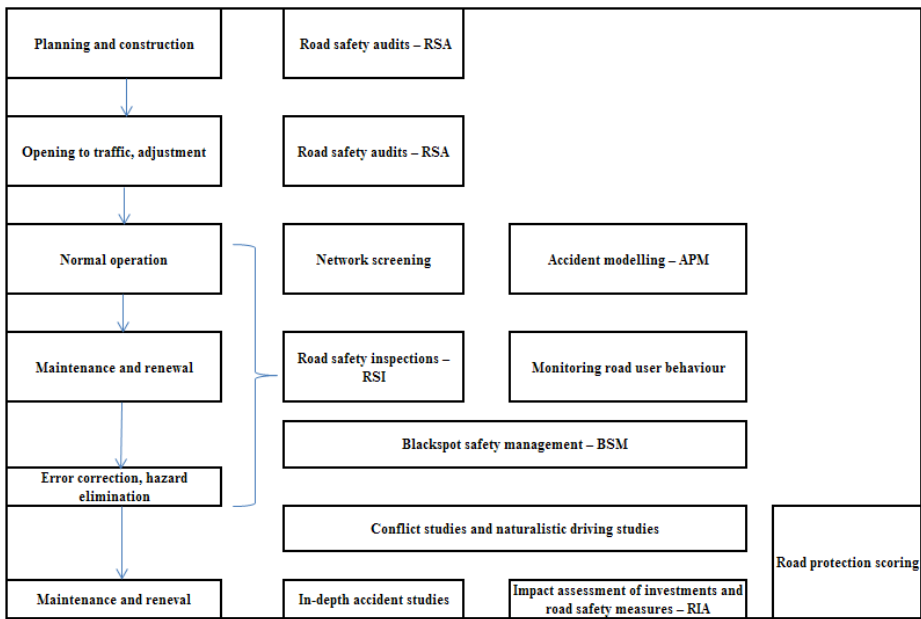 Planning and construction
Road safety audits – RSA
Opening to traffic, adjustment
Road safety audits – RSA
Normal operation
Network screening
Accident modelling – APM
Maintenance and renewal
Road safety inspections –
RSI
Monitoring road user behaviour
Blackspot safety management – BSM
Error correction, hazard
elimination
Conflict studies and naturalistic driving studies
Road protection scoring
Maintenance and reneval
In-depth accident studies
Impact assessment of investments and
road safety measures – RIA